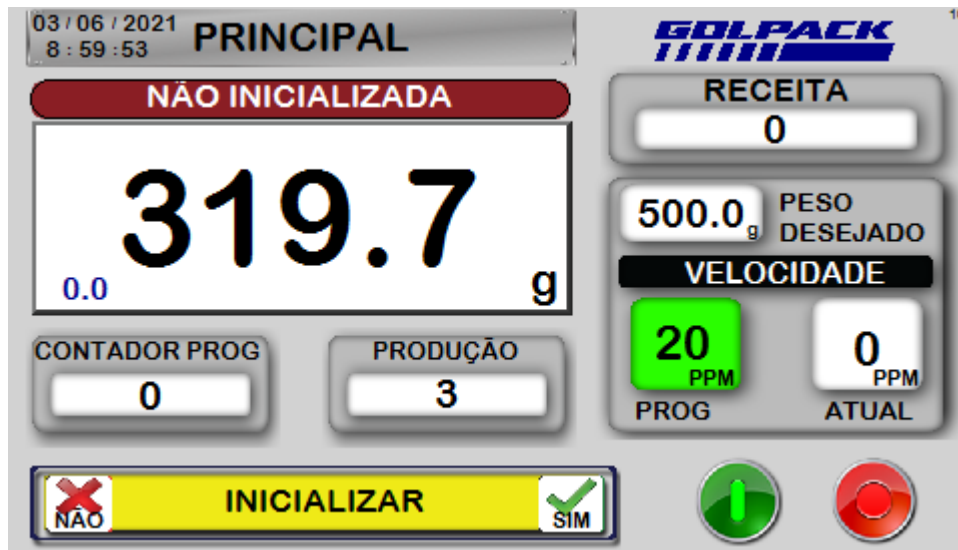 03 / 06 / 2021
8 : 59 : 53
PRINCIPAL
GOLPACK
NÃO INICIALIZADA
319.7
0.0
g
RECEITA
0
500.0 g
PESO
DESEJADO
VELOCIDADE
20
PPM
PROG
0
PPM
ATUAL
CONTADOR PROG
0
PRODUÇÃO
3
NÃO
INICIALIZAR
SIM